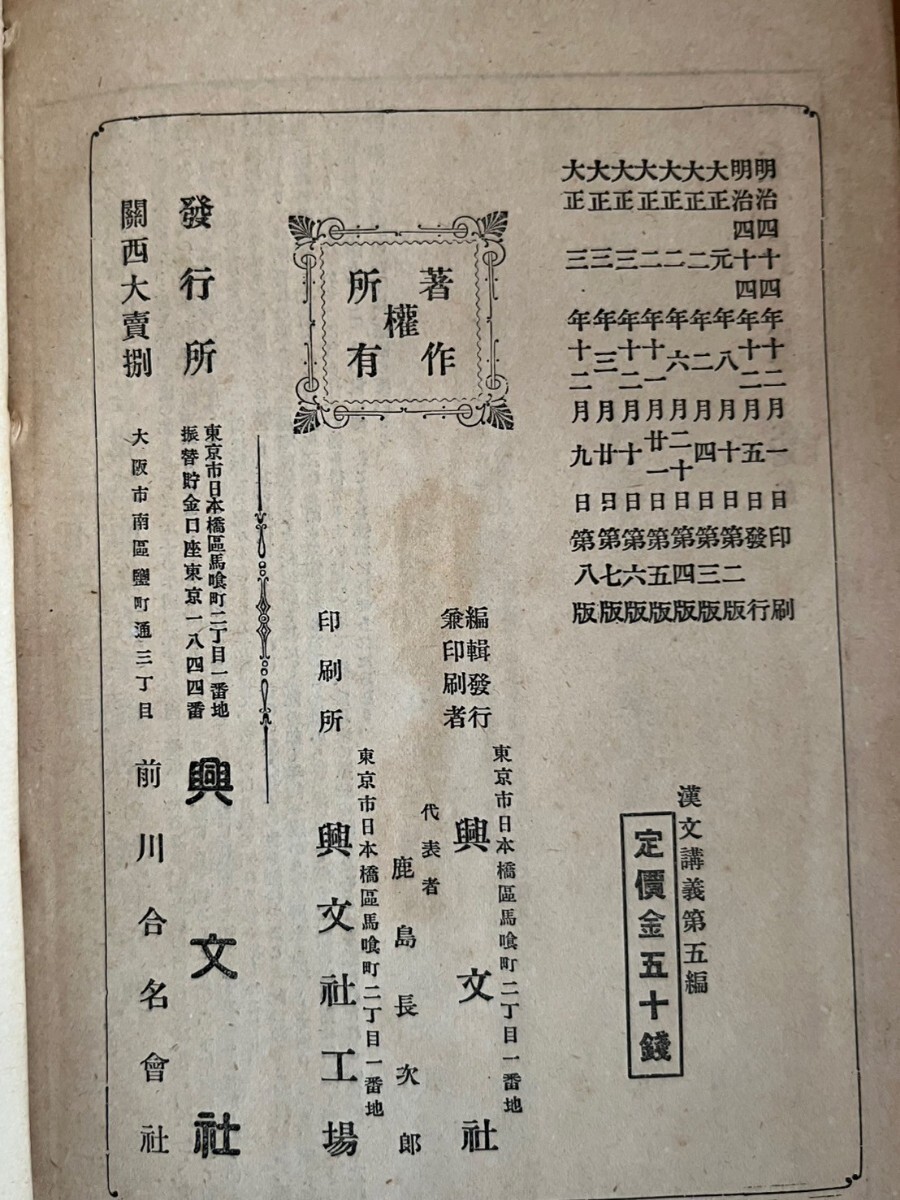 明治四十四年十二月一日印刷
明治四十四年十二月五日發行
大正元年八月十日第二版
大正二年二月四日第三版
大正二年六月二十日第四版
大正二年十一月廿一日第五版
大正三年十二月十日第六版
大正三年三月廿日第七版
大正三年十二月九日第八版
漢文講義第五編
定價金五十錢
著作權所有
編輯發行
兼印刷者
東京市日本橋區馬喰町二丁目一番地
興文社
代表者
鹿島長次郎
印刷所
東京市日本橋區馬喰町二丁目一番地
興文社工場
發行所
東京市日本橋區馬喰町二丁目一番地
振替貯金口座東京一八四四番
興文社
關西大賣捌
大阪市南區鹽町通三丁目
前川合名會社